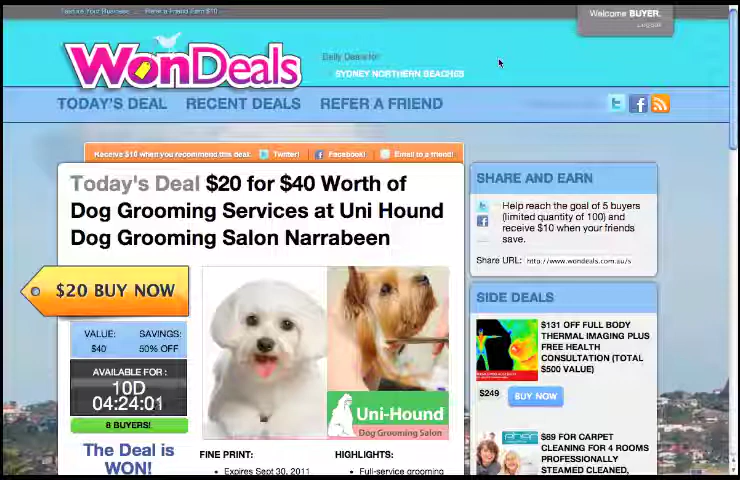 Refer a Friend Earn $10
Welcome BUYER.
WonDeals
Daily Deals for
SYDNEY NORTHERN BEACHES
TODAY'S DEAL RECENT DEALS REFER A FRIEND
Receive $10 when you recommend this deal: Twitter! Facebook! Email to a friend!
Today's Deal $20 for $40 Worth of
Dog Grooming Services at Uni Hound
Dog Grooming Salon Narrabeen
$20 BUY NOW
VALUE: SAVINGS:
$40 50% OFF
AVAILABLE FOR :
10D
04:24:01
8 BUYERS!
The Deal is
WON!
Uni-Hound
Dog Grooming Salon
FINE PRINT:
Expires Sept 30, 2011
HIGHLIGHTS:
Full-service grooming
SHARE AND EARN
Help reach the goal of 5 buyers
(limited quantity of 100) and
receive $10 when your friends
save.
Share URL: http://www.wondeals.com.au/s
SIDE DEALS
$131 OFF FULL BODY
THERMAL IMAGING PLUS
FREE HEALTH
CONSULTATION (TOTAL
$500 VALUE)
$249 BUY NOW
$89 FOR CARPET
CLEANING FOR 4 ROOMS
PROFESSIONALLY
STEAMED CLEANED,